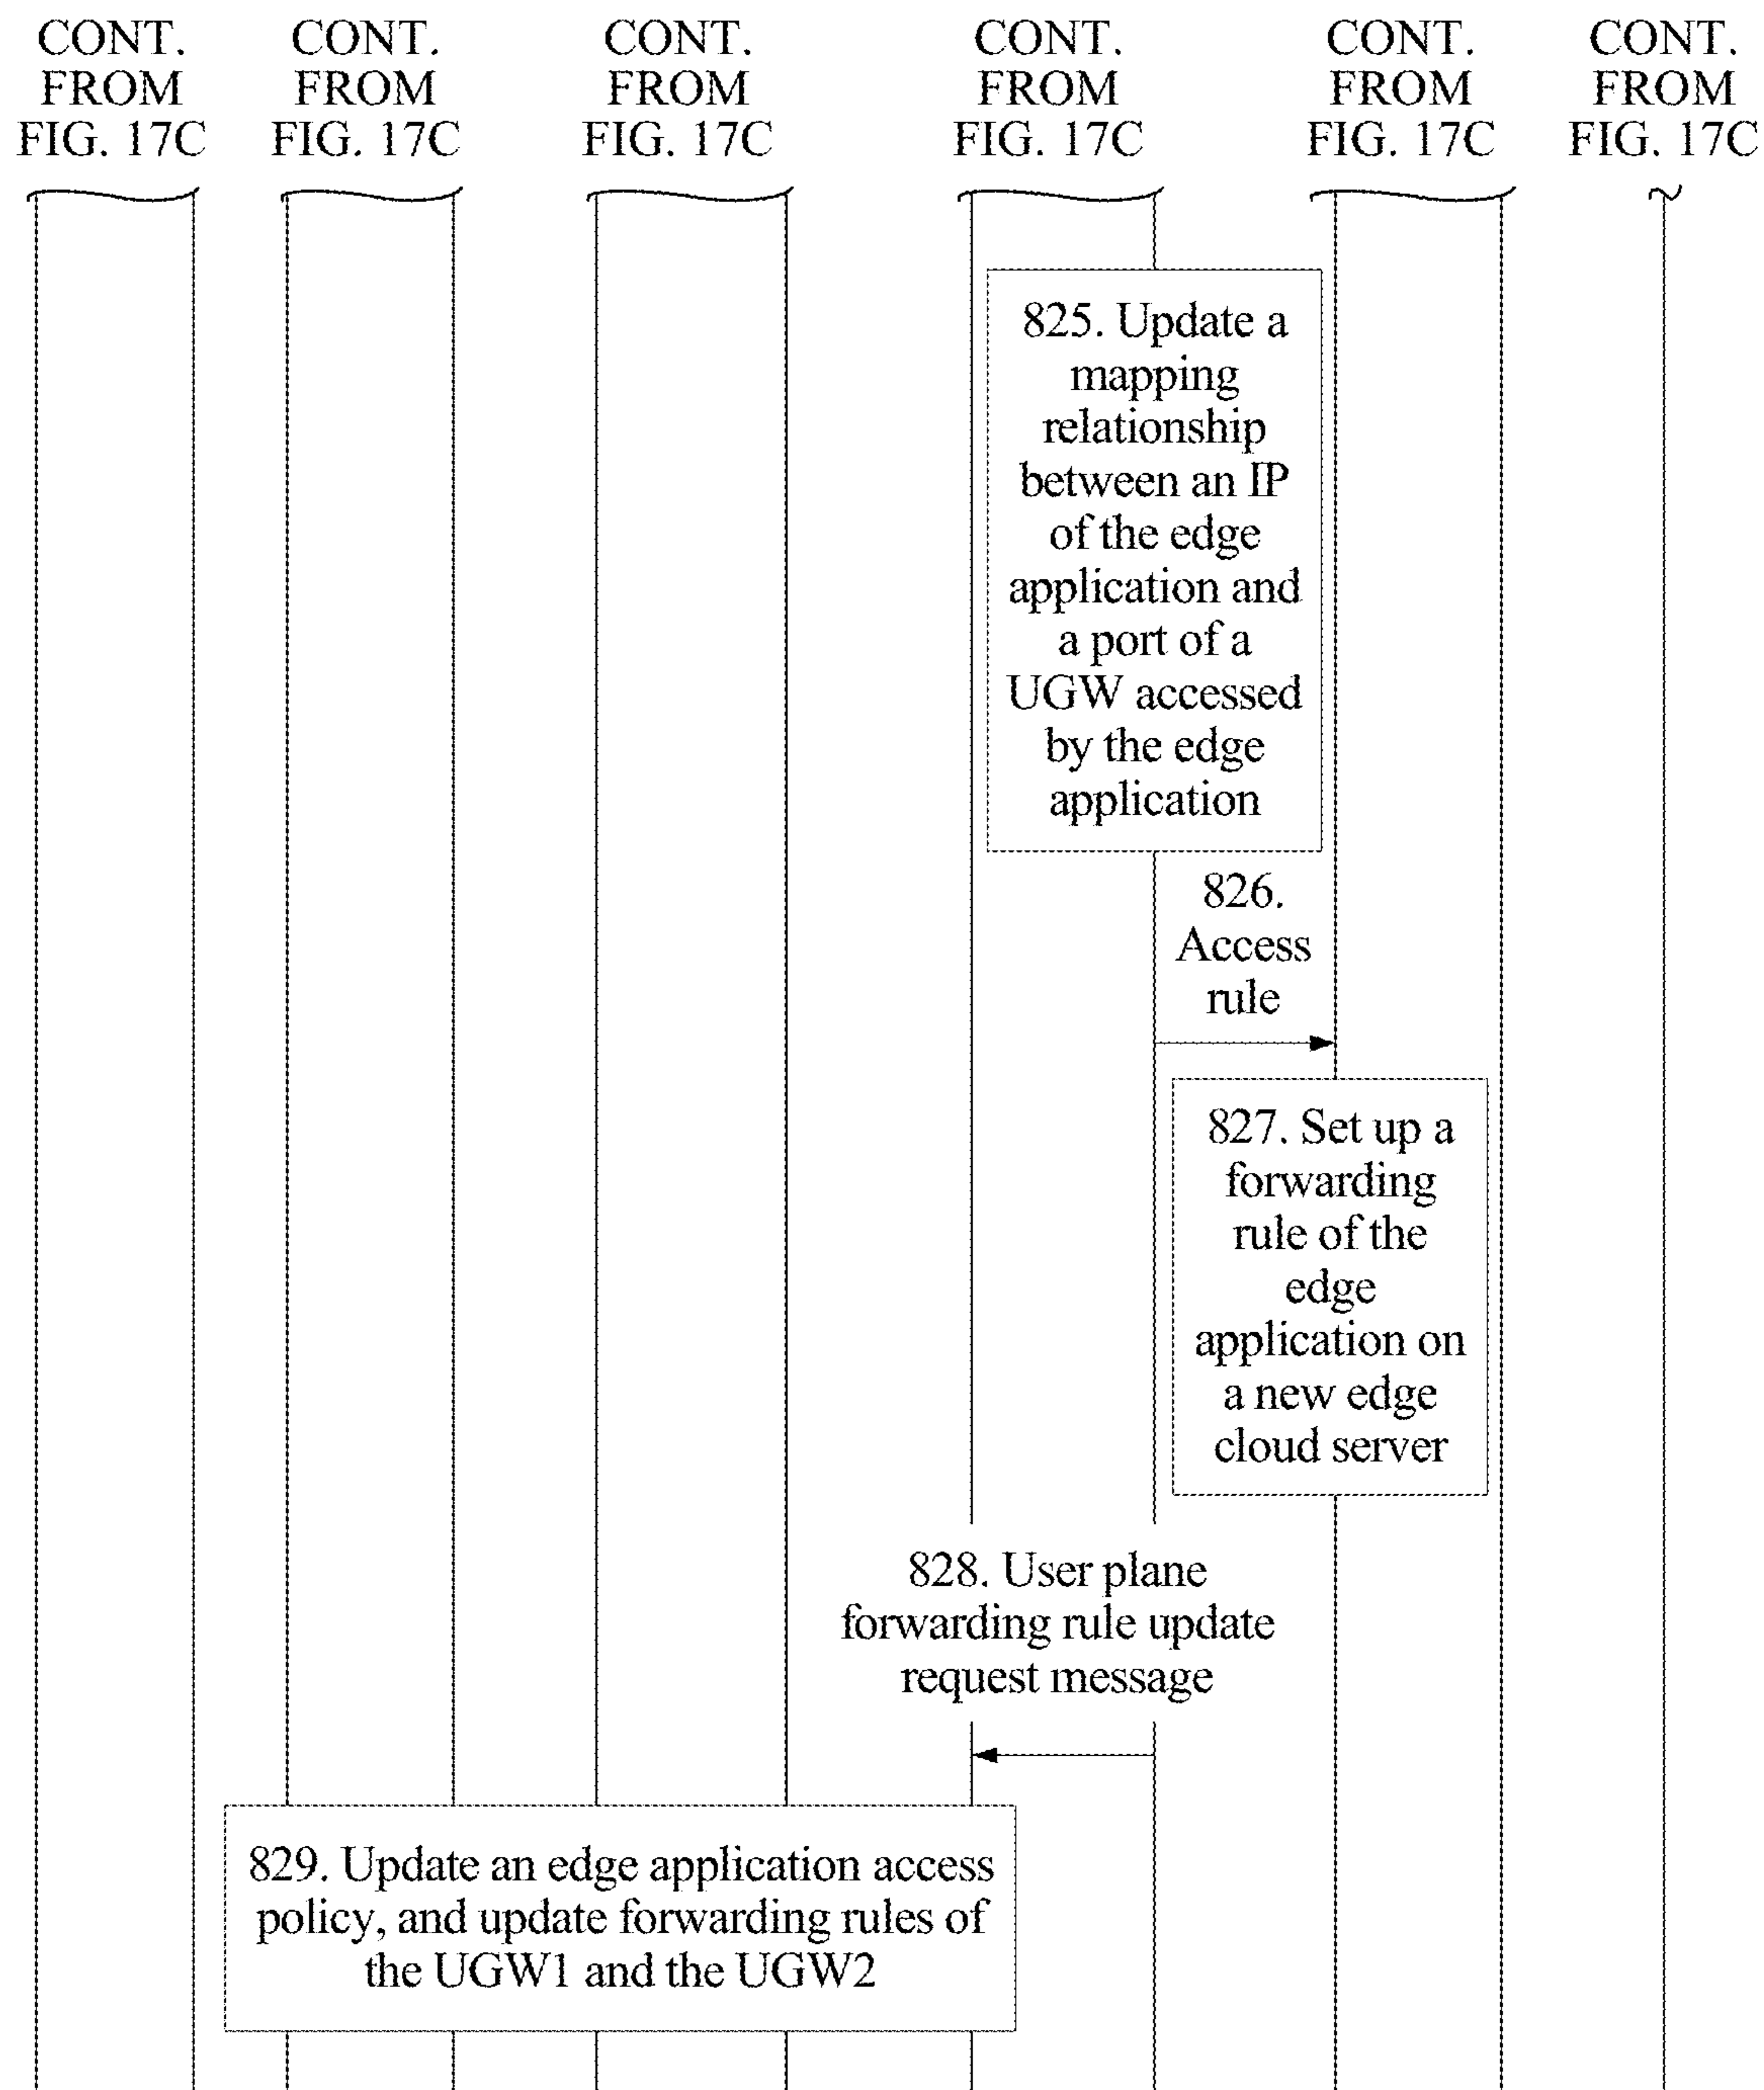 CONT.
FROM
FIG. 17C
CONT.
FROM
FIG. 17C
CONT.
FROM
FIG. 17C
CONT.
FROM
FIG. 17C
CONT.
FROM
FIG. 17C
CONT.
FROM
FIG. 17C
825. Update a
mapping
relationship
between an IP
of the edge
application and
a port of a
UGW accessed
by the edge
application
826.
Access
rule
827. Set up a
forwarding
rule of the
edge
application on
a new edge
cloud server
828. User plane
forwarding rule update
request message
829. Update an edge application access
policy, and update forwarding rules of
the UGW1 and the UGW2